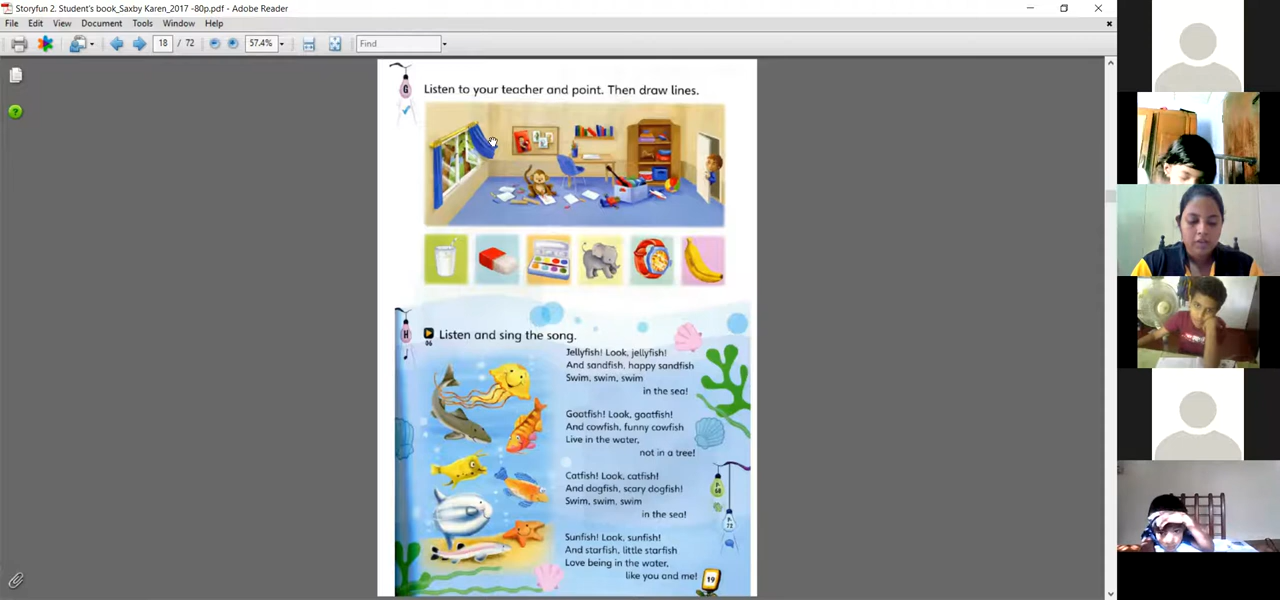 Storyfun 2. Student's book_Saxby Karen_2017 -80p.pdf - Adobe Reader
File Edit View Document Tools Window Help
18 / 72 57.4% Find
G
Listen to your teacher and point. Then draw lines.
H
06
Listen and sing the song.
Jellyfish! Look, jellyfish!
And sandfish, happy sandfish
Swim, swim, swim
in the sea!
Goatfish! Look, goatfish!
And cowfish, funny cowfish
Live in the water,
not in a tree!
Catfish! Look, catfish!
And dogfish, scary dogfish!
Swim, swim, swim
in the sea!
P. 68
P. 72
Sunfish! Look, sunfish!
And starfish, little starfish
Love being in the water,
like you and me!
19